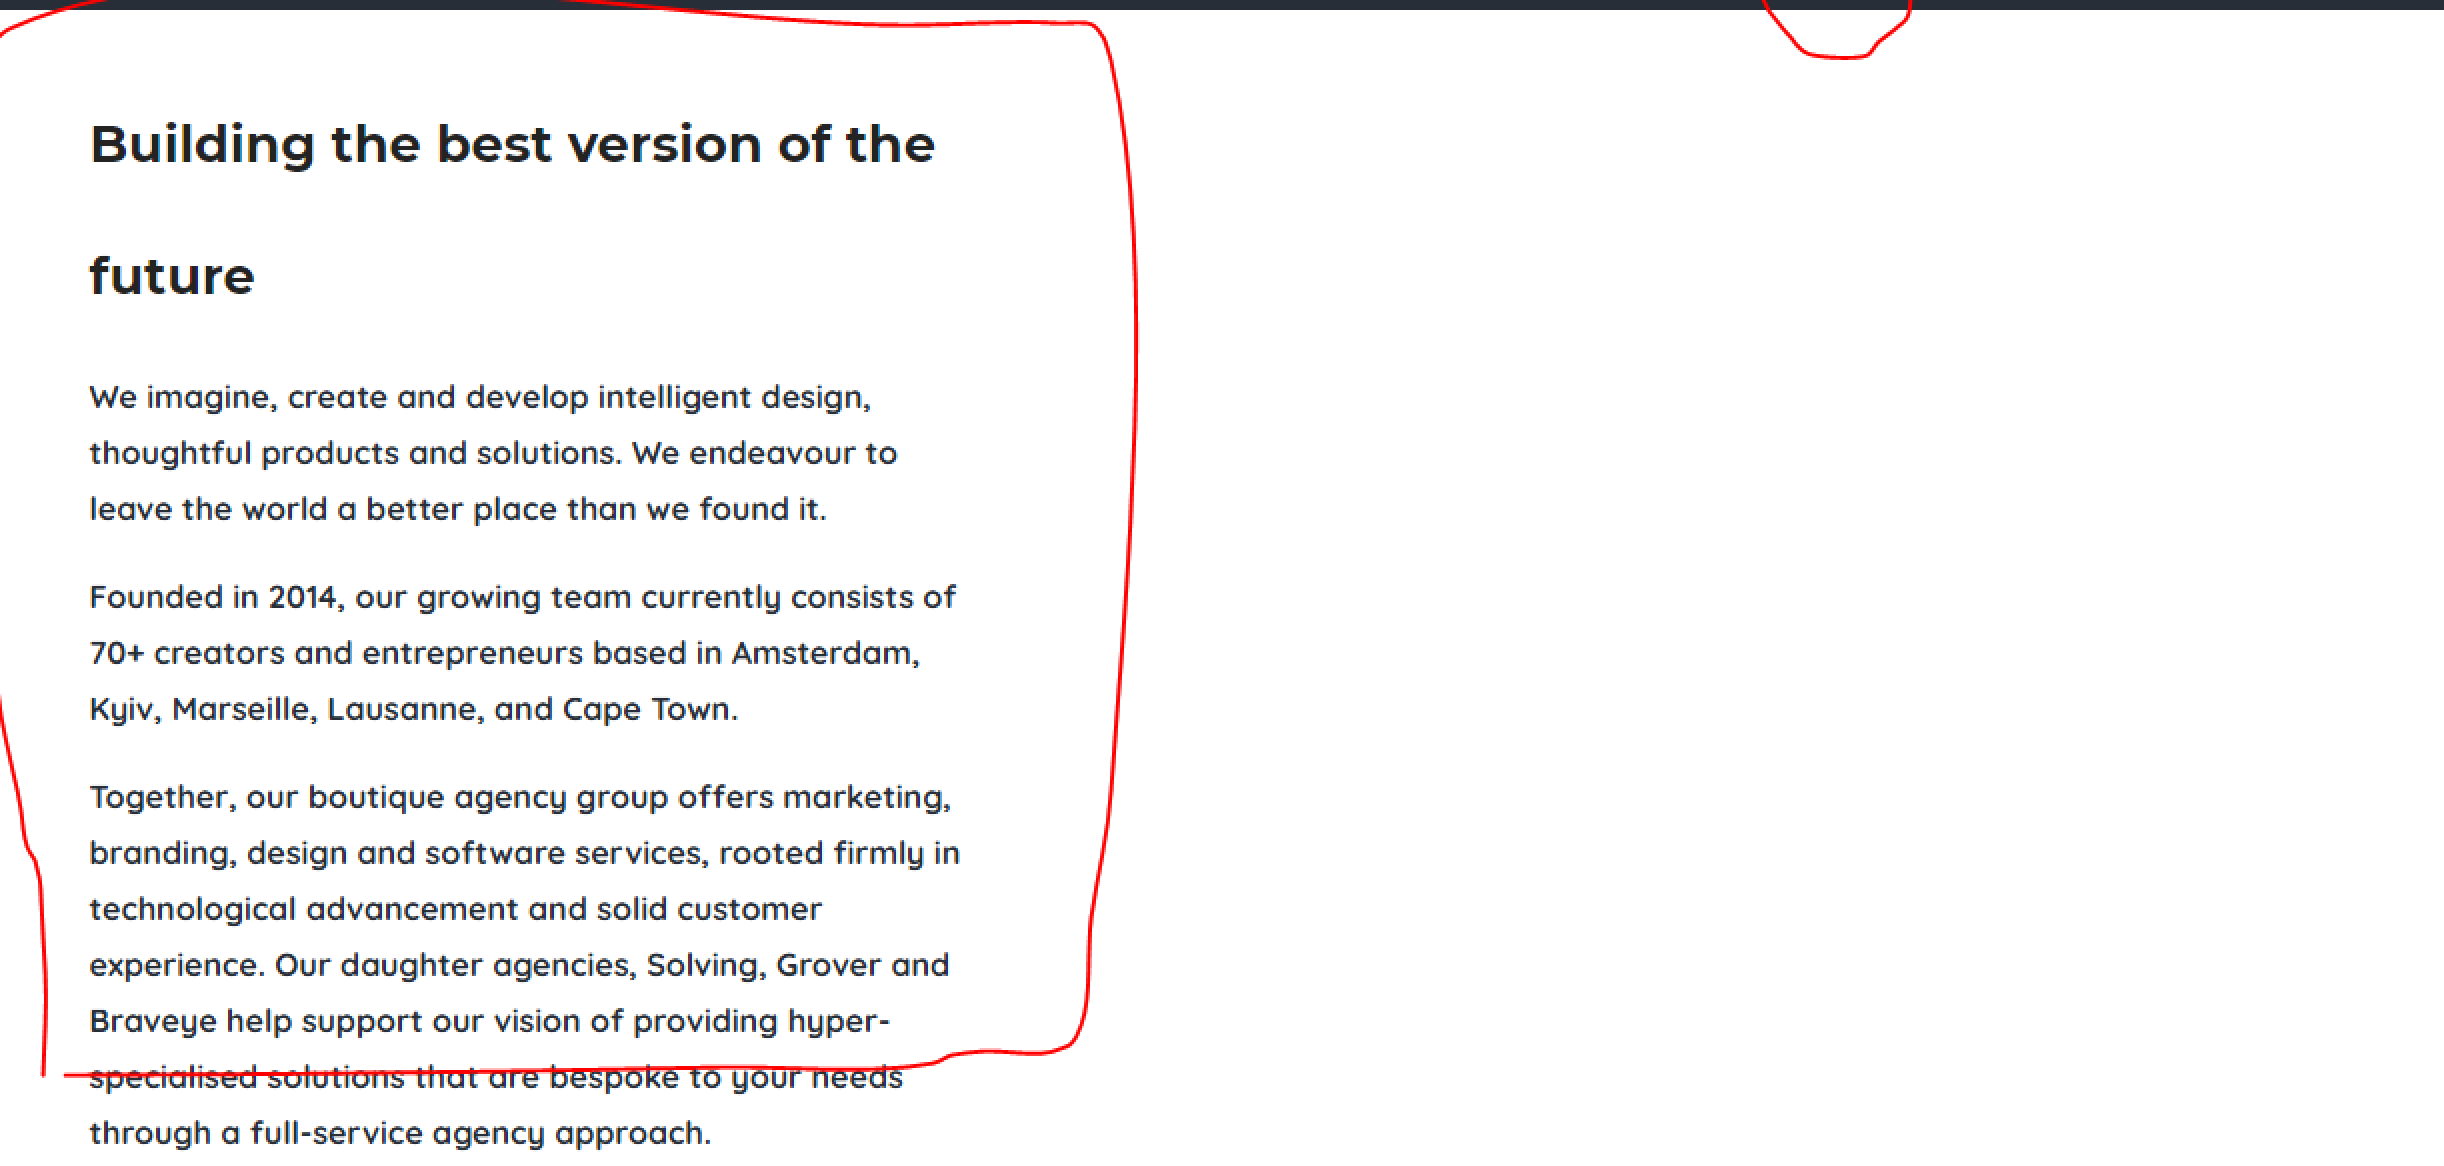 Building the best version of the
future
We imagine, create and develop intelligent design,
thoughtful products and solutions. We endeavour to
leave the world a better place than we found it.
Founded in 2014, our growing team currently consists of
70+ creators and entrepreneurs based in Amsterdam,
Kyiv, Marseille, Lausanne, and Cape Town.
Together, our boutique agency group offers marketing,
branding, design and software services, rooted firmly in
technological advancement and solid customer
experience. Our daughter agencies, Solving, Grover and
Braveye help support our vision of providing hyper-
specialised solutions that are bespoke to your needs
through a full-service agency approach.